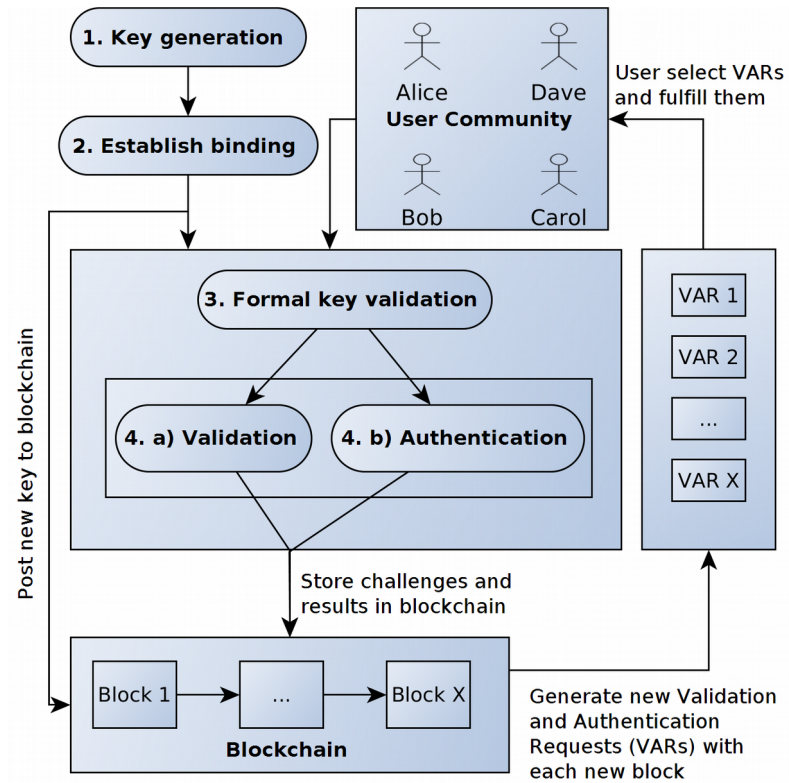 1. Key generation
2. Establish binding
Alice
Dave
User Community
Bob
Carol
User select VARs
and fulfill them
3. Formal key validation
4. a) Validation
4. b) Authentication
VAR 1
VAR 2
...
VAR X
Post new key to blockchain
Store challenges and
results in blockchain
Block 1
...
Block X
Blockchain
Generate new Validation
and Authentication
Requests (VARs) with
each new block